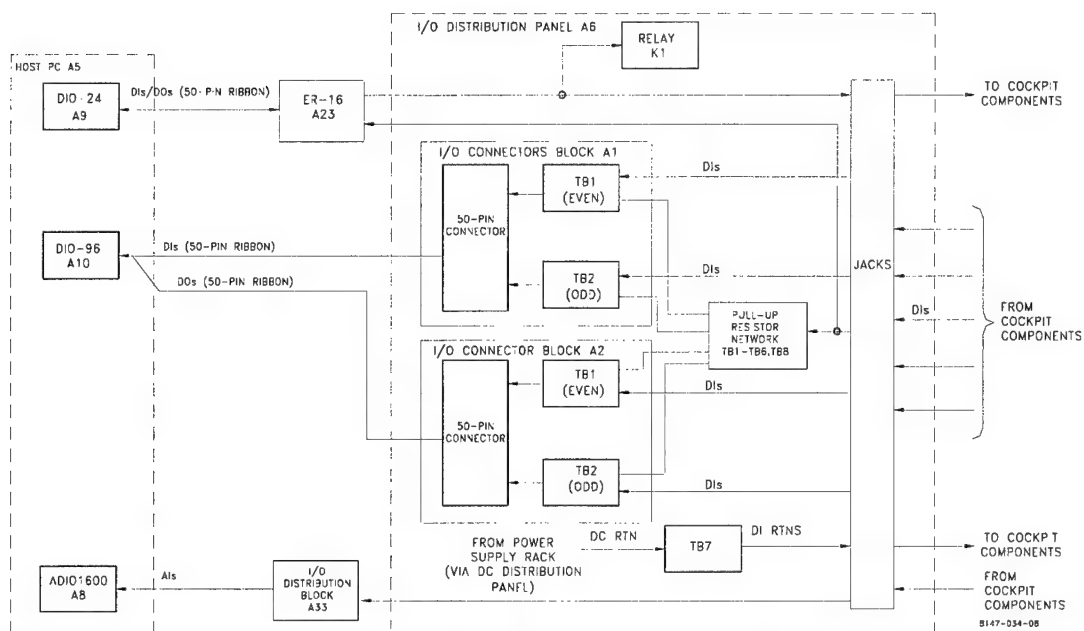 I/O DISTRIBUTION PANEL A6
RELAY
K1
HOST PC A5
DIO-24
A9
DIs/DOs (50-PIN RIBBON)
ER-16
A23
TO COCKPIT
COMPONENTS
I/O CONNECTORS BLOCK A1
50-PIN
CONNECTOR
TB1
(EVEN)
DIs
DIO-96
A10
DIs (50-PIN RIBBON)
DOs (50-PIN RIBBON)
TB2
(ODD)
DIs
JACKS
PULL-UP
RESISTOR
NETWORK
TB1-TB6,TB8
DIs
FROM
COCKPIT
COMPONENTS
I/O CONNECTOR BLOCK A2
50-PIN
CONNECTOR
TB1
(EVEN)
DIs
TB2
(ODD)
DIs
FROM POWER
SUPPLY RACK
(VIA DC DISTRIBUTION
PANEL)
DC RTN
TB7
DI RTNS
TO COCKPIT
COMPONENTS
ADIO1600
A8
AIs
I/O
DISTRIBUTION
BLOCK
A33
FROM
COCKPIT
COMPONENTS
B147-034-08